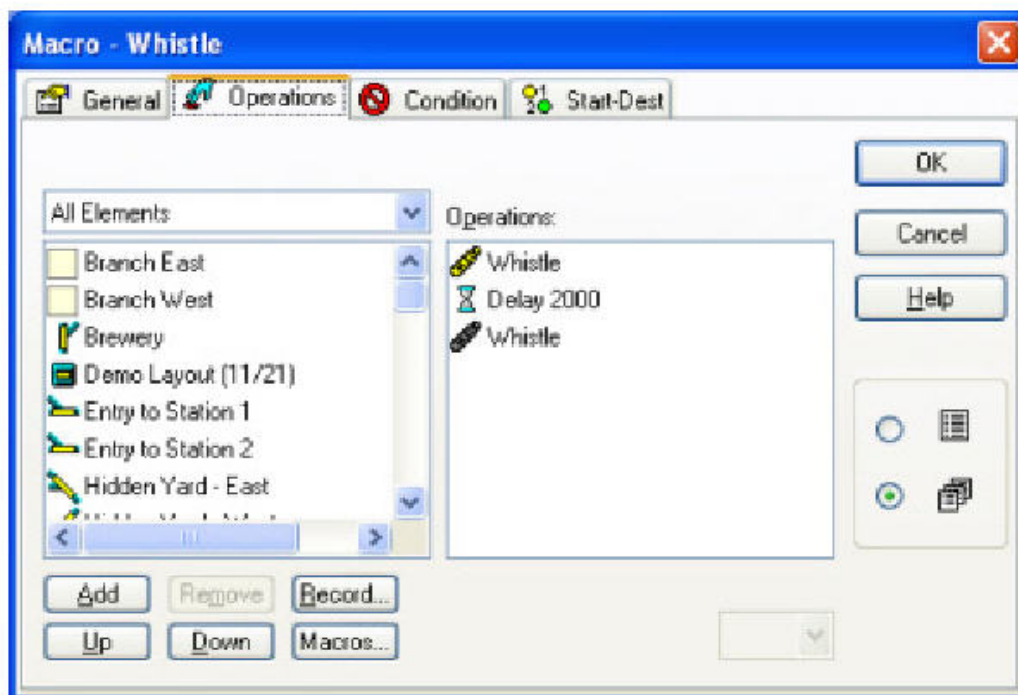 Macro - Whistle
General Operations Condition Start-Dest
OK
All Elements
Operations:
Cancel
Branch East
Whistle
Branch West
Delay 2000
Help
Brewery
Whistle
Demo Layout (11/21)
Entry to Station 1
Entry to Station 2
Hidden Yard - East
Add Remove Record...
Up Down Macros...